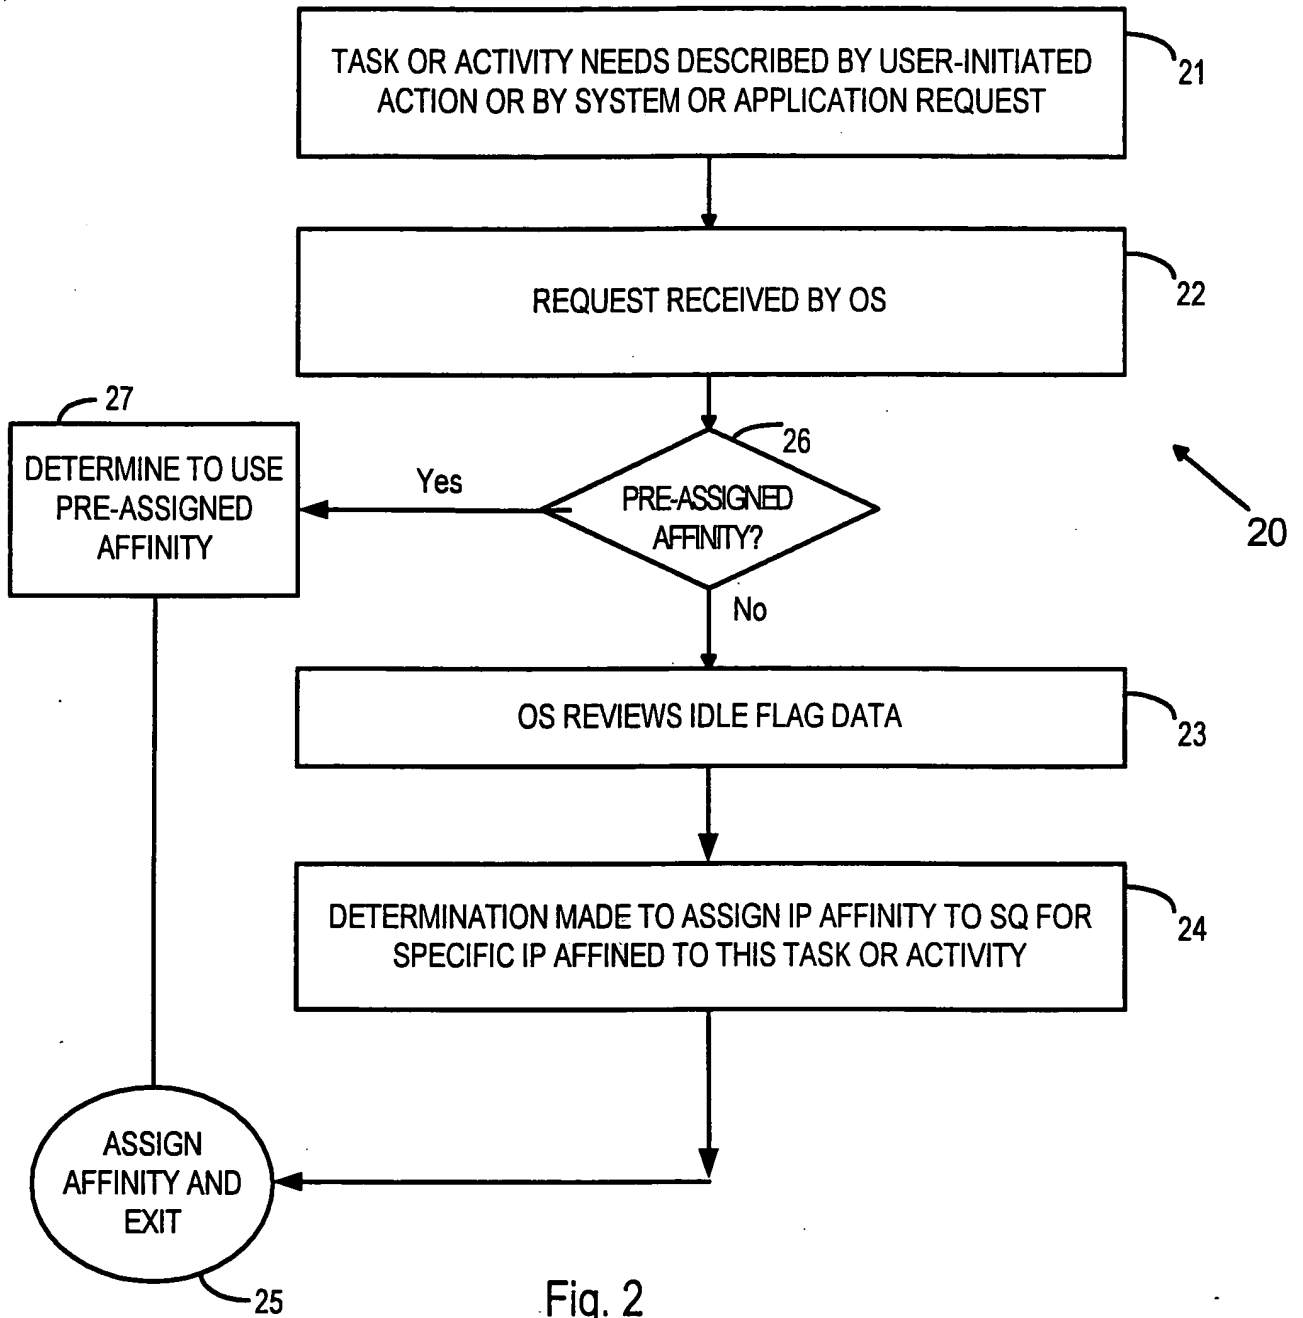 TASK OR ACTIVITY NEEDS DESCRIBED BY USER-INITIATED
ACTION OR BY SYSTEM OR APPLICATION REQUEST
21
REQUEST RECEIVED BY OS
22
27
DETERMINE TO USE
PRE-ASSIGNED
AFFINITY
Yes
26
PRE-ASSIGNED
AFFINITY?
20
No
OS REVIEWS IDLE FLAG DATA
23
DETERMINATION MADE TO ASSIGN IP AFFINITY TO SQ FOR
SPECIFIC IP AFFINED TO THIS TASK OR ACTIVITY
24
ASSIGN
AFFINITY AND
EXIT
25
Fig. 2